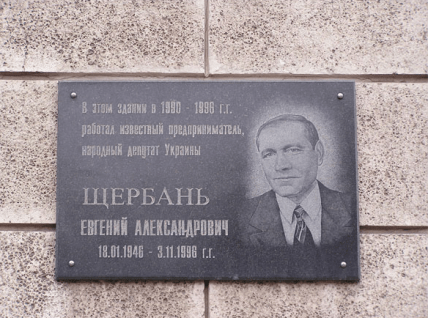 В этом здании в 1990 - 1996 г.г.
работал известный предприниматель,
народный депутат Украины
ЩЕРБАНЬ
ЕВГЕНИЙ АЛЕКСАНДРОВИЧ
18.01.1946 - 3.11.1996 г.г.